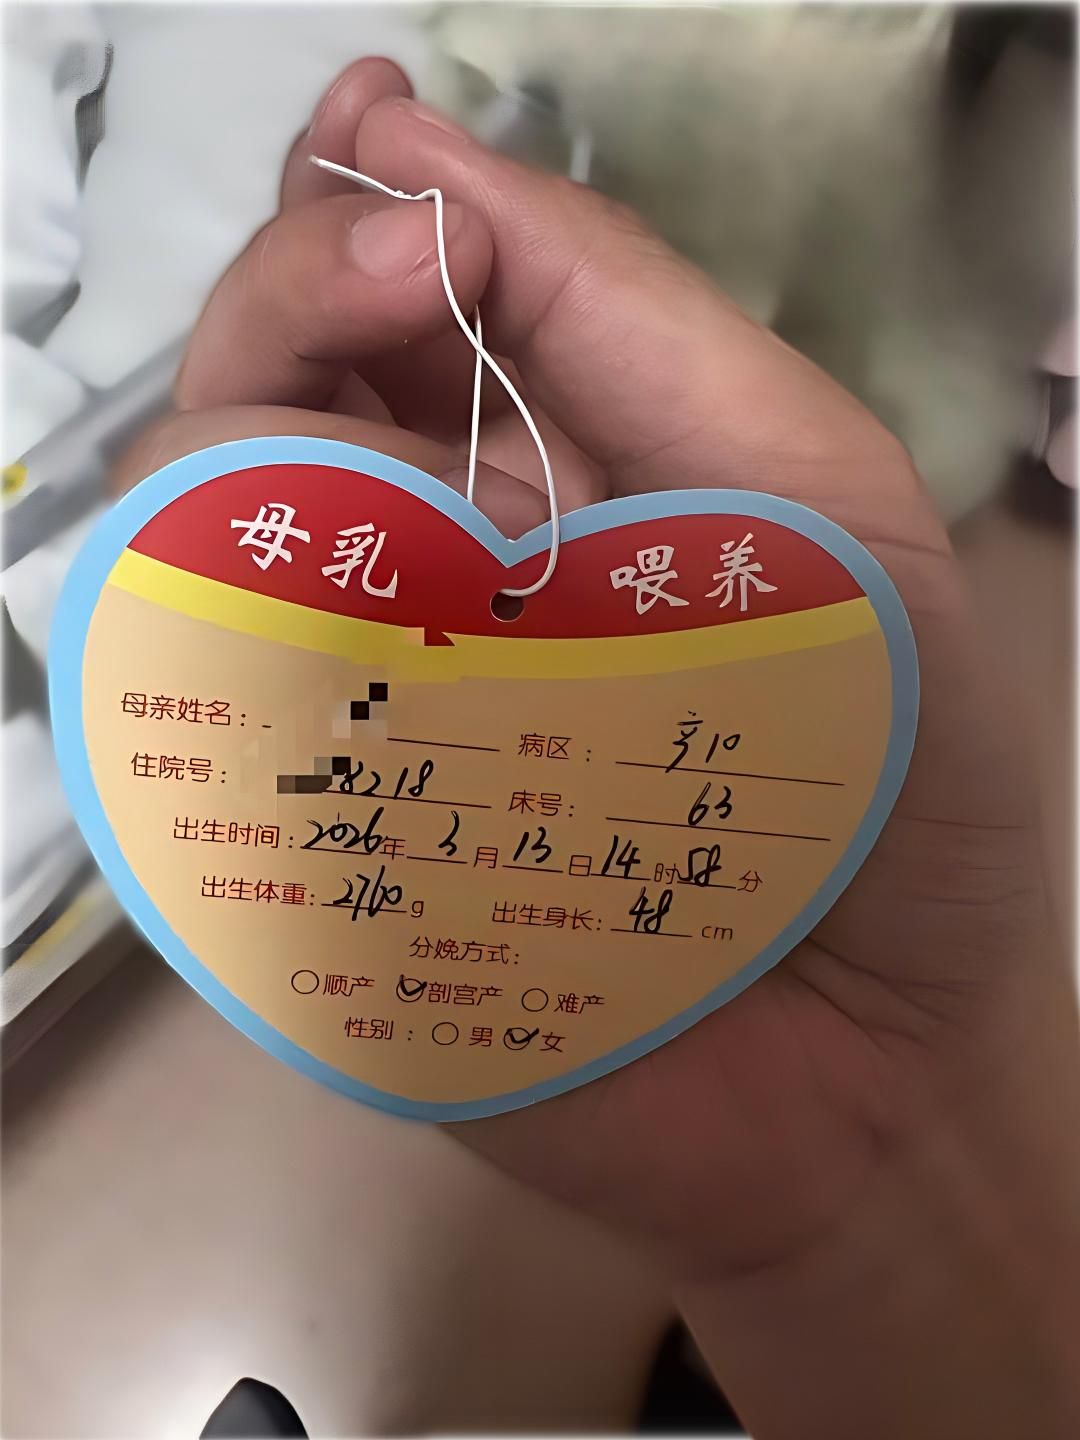 母乳 喂养
母亲姓名： 病区： 产10
住院号： 8218 床号： 63
出生时间：2026年3月13日14时58分
出生体重：2760g 出生身长：48cm
分娩方式：
○顺产 ✓剖宫产 ○难产
性别：○男 ✓女